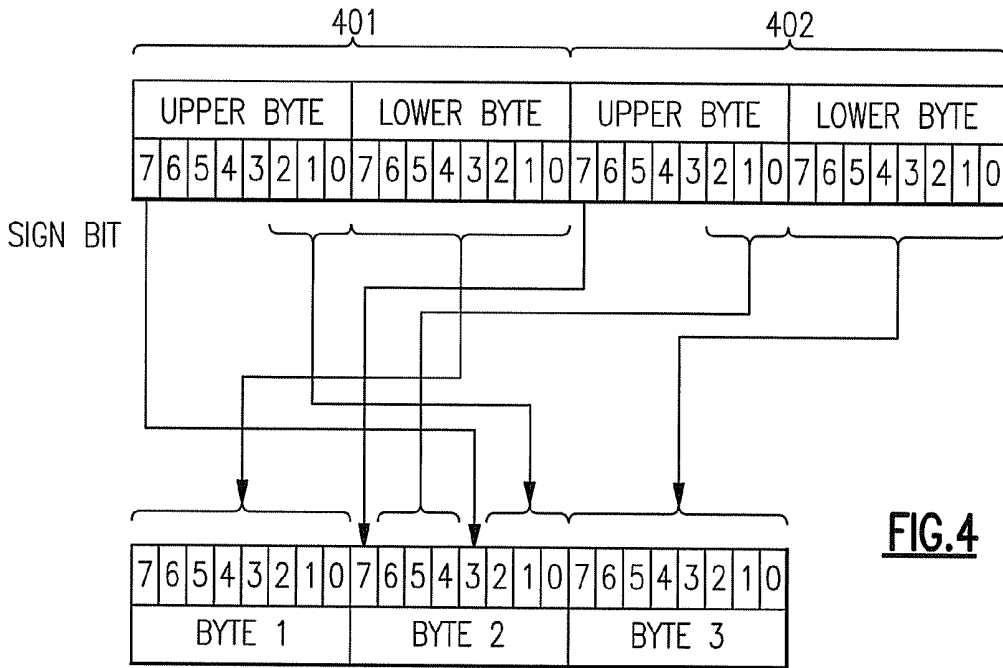 401 402
UPPER BYTE LOWER BYTE UPPER BYTE LOWER BYTE
7 6 5 4 3 2 1 0 7 6 5 4 3 2 1 0 7 6 5 4 3 2 1 0 7 6 5 4 3 2 1 0
SIGN BIT
FIG.4
7 6 5 4 3 2 1 0 7 6 5 4 3 2 1 0 7 6 5 4 3 2 1 0
BYTE 1 BYTE 2 BYTE 3